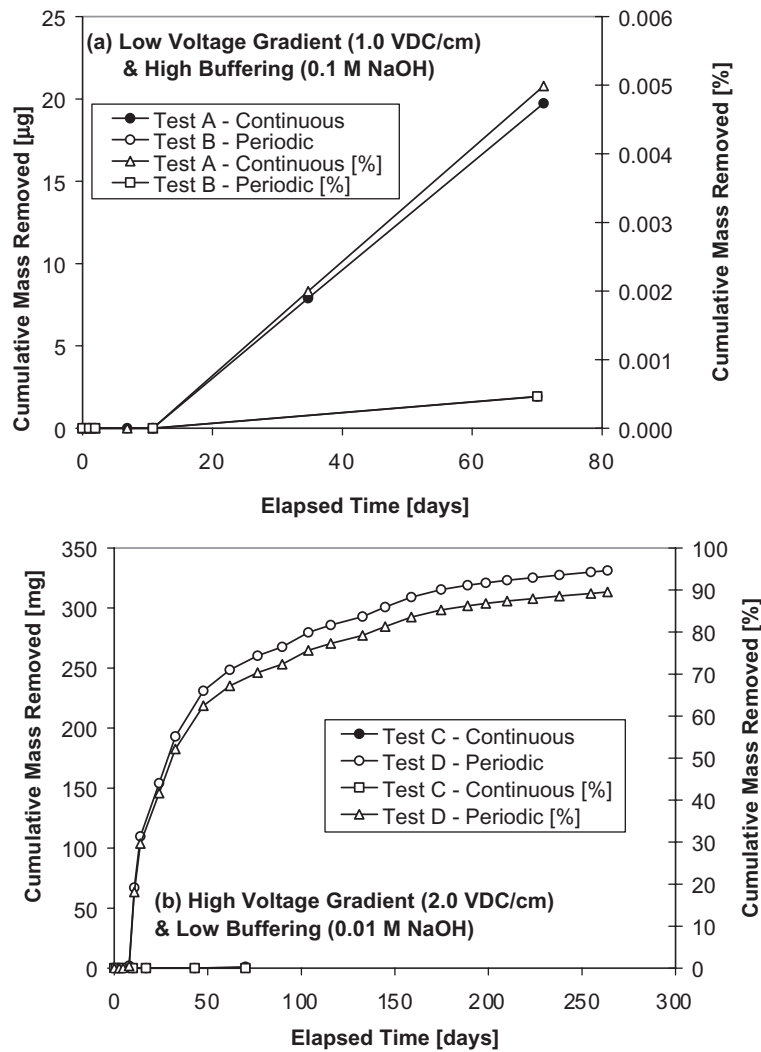 (a) Low Voltage Gradient (1.0 VDC/cm)
& High Buffering (0.1 M NaOH)
Test A - Continuous
Test B - Periodic
Test A - Continuous [%]
Test B - Periodic [%]
Cumulative Mass Removed [µg]
25
20
15
10
5
0
0.006
0.005
0.004
0.003
0.002
0.001
0.000
Cumulative Mass Removed [%]
0
20
40
60
80
Elapsed Time [days]
Cumulative Mass Removed [mg]
350
300
250
200
150
100
50
0
100
90
80
70
60
50
40
30
20
10
0
Cumulative Mass Removed [%]
Test C - Continuous
Test D - Periodic
Test C - Continuous [%]
Test D - Periodic [%]
(b) High Voltage Gradient (2.0 VDC/cm)
& Low Buffering (0.01 M NaOH)
0
50
100
150
200
250
300
Elapsed Time [days]